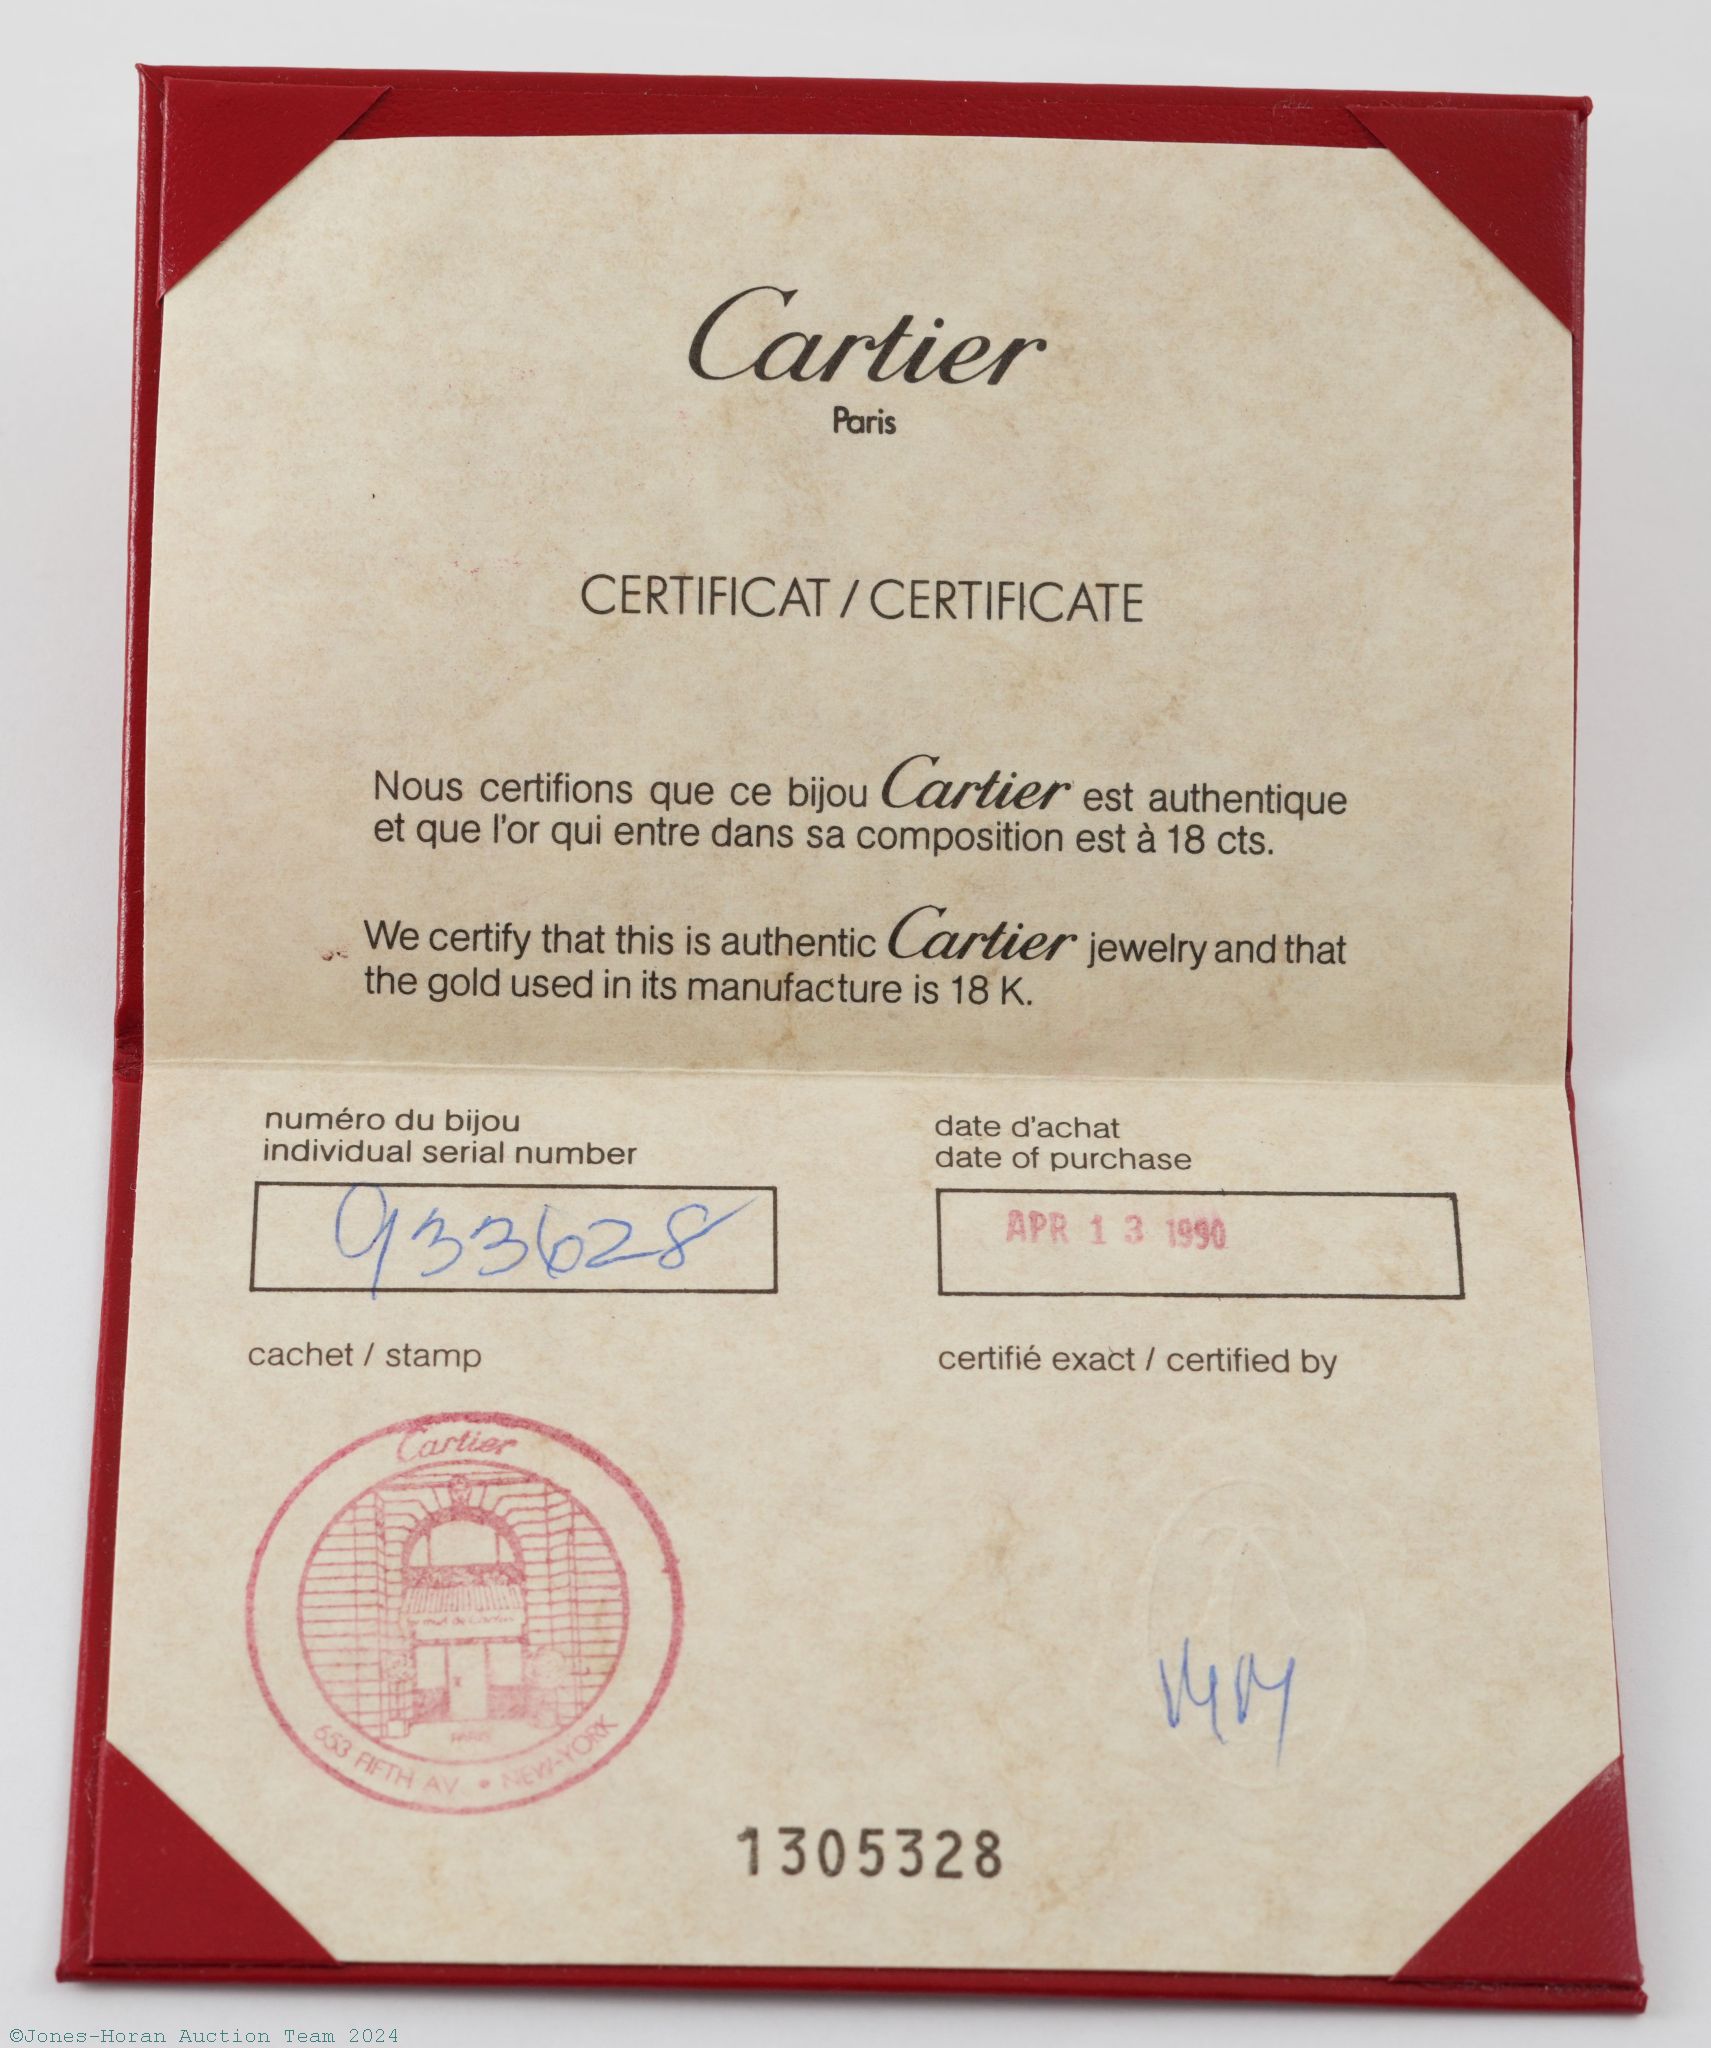 Cartier
Paris
CERTIFICAT / CERTIFICATE
Nous certifions que ce bijou Cartier est authentique
et que l'or qui entre dans sa composition est à 18 cts.
We certify that this is authentic Cartier jewelry and that
the gold used in its manufacture is 18 K.
numéro du bijou
individual serial number
933628
date d'achat
date of purchase
APR 13 1990
cachet / stamp
certifié exact / certified by
Cartier
must de Cartier
PARIS
653 FIFTH AV. • NEW-YORK
1305328
©Jones-Horan Auction Team 2024